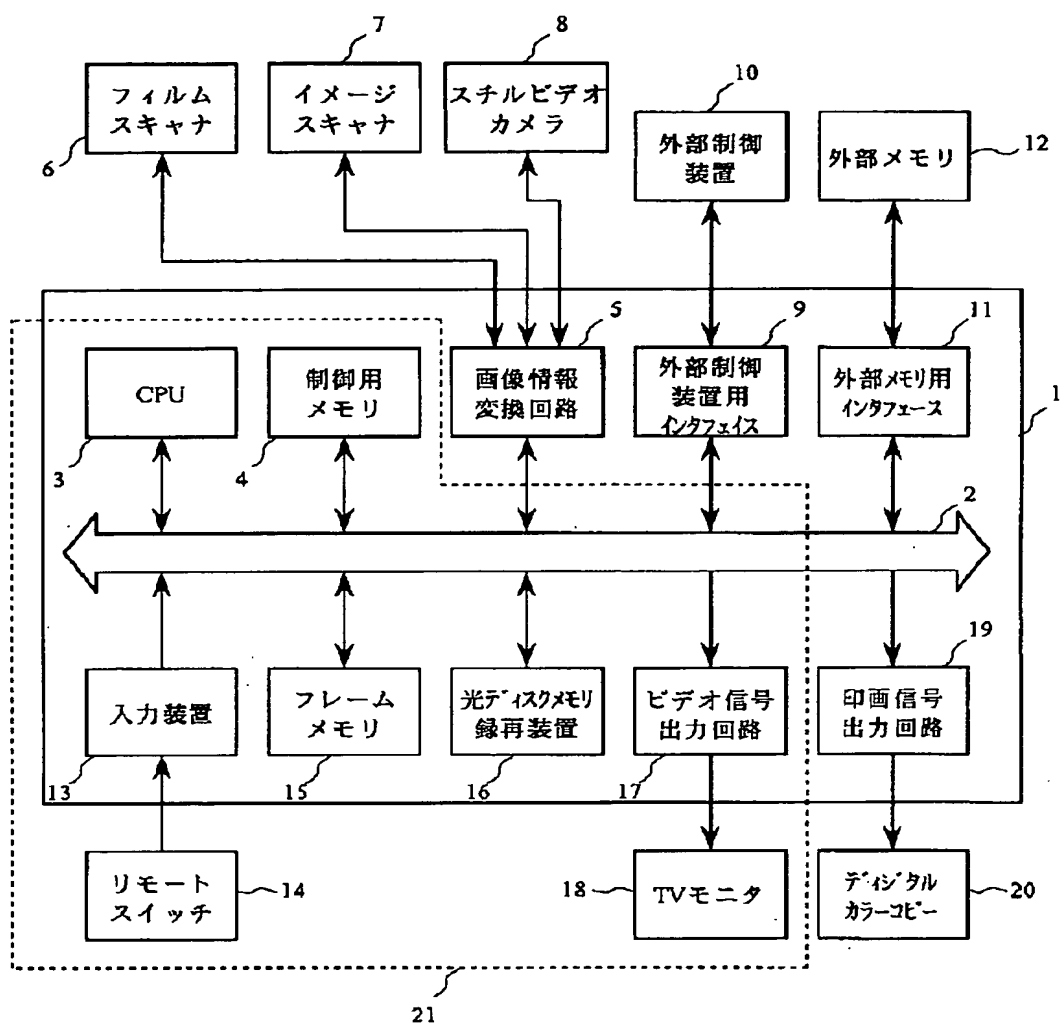 7
8
フィルム
スキャナ
6
イメージ
スキャナ
スチルビデオ
カメラ
10
外部制御
装置
外部メモリ
12
5
9
11
CPU
3
制御用
メモリ
4
画像情報
変換回路
外部制御
装置用
インタフェイス
外部メモリ用
インタフェース
1
2
19
入力装置
13
フレーム
メモリ
15
光ディスクメモリ
録再装置
16
ビデオ信号
出力回路
17
印画信号
出力回路
リモート
スイッチ
14
18
TVモニタ
ディジタル
カラーコピー
20
21